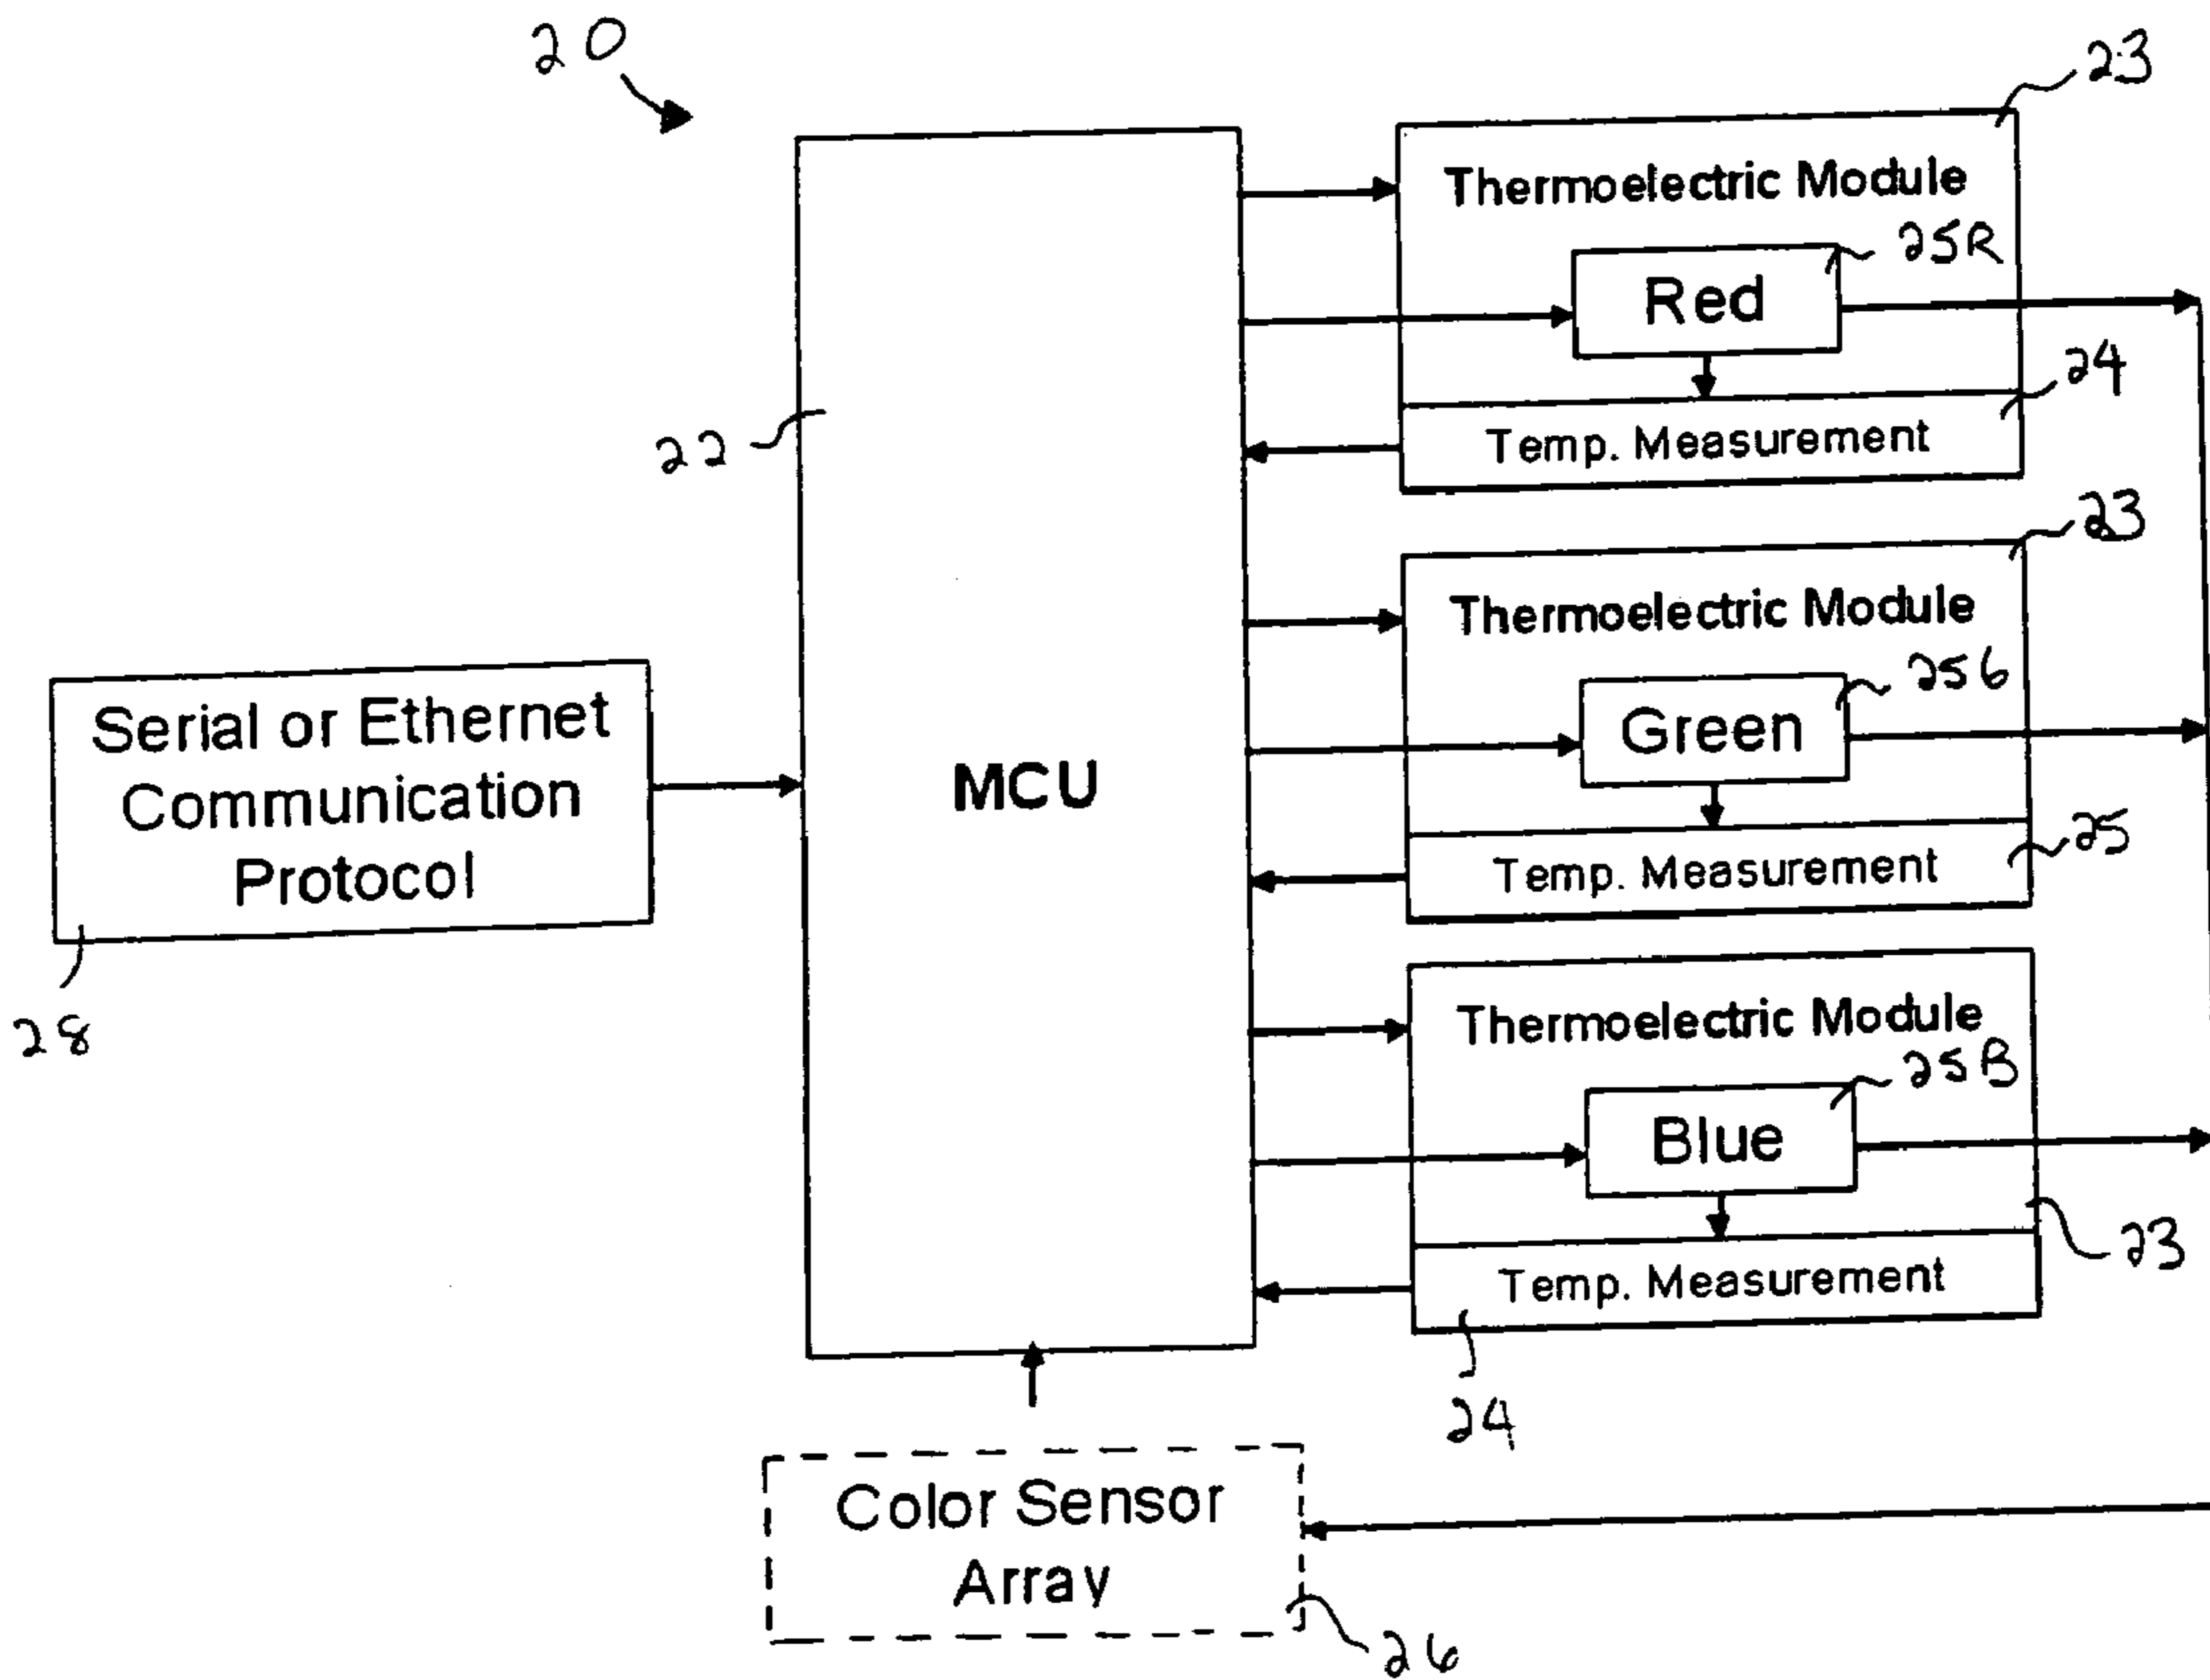 20
23
Thermoelectric Module
25R
Red
24
Temp. Measurement
22
23
Thermoelectric Module
256
Green
25
Temp. Measurement
Serial or Ethernet
Communication
Protocol
28
MCU
Thermoelectric Module
25B
Blue
23
Temp. Measurement
24
Color Sensor
Array
26